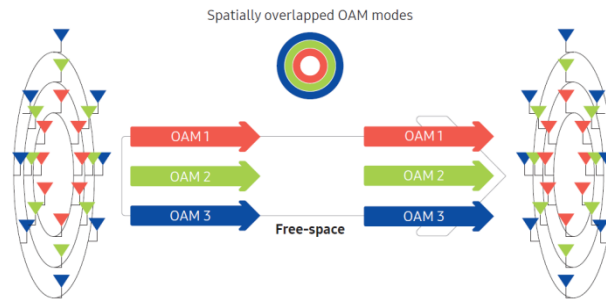 Spatially overlapped OAM modes
OAM 1
OAM 1
OAM 2
OAM 2
OAM 3
OAM 3
Free-space